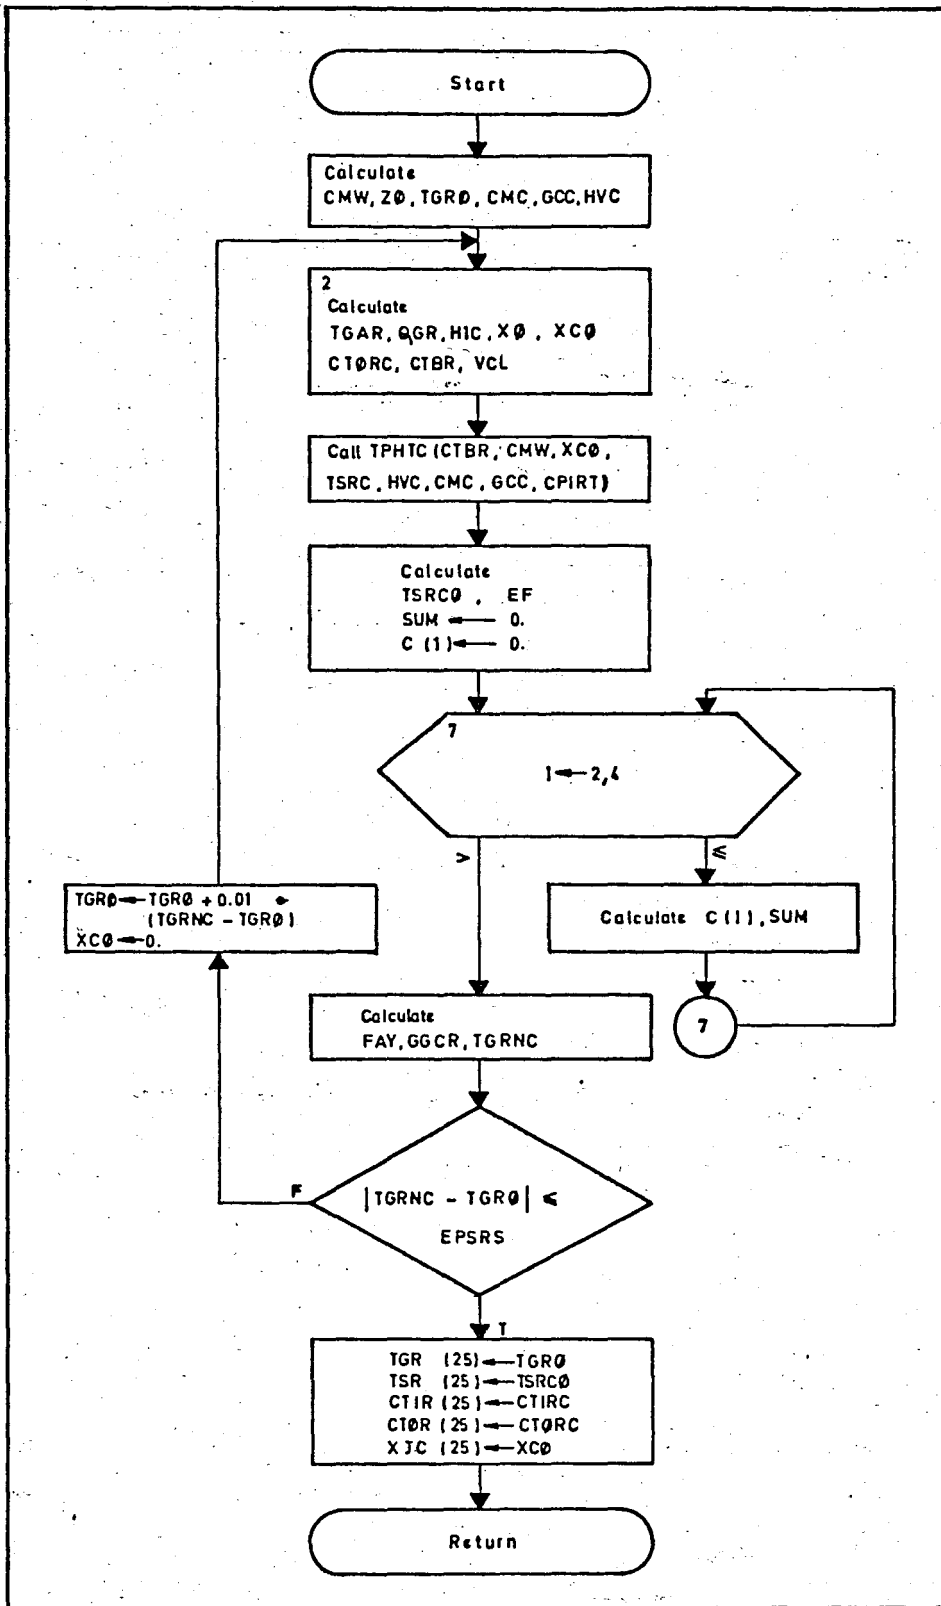 Start
Calculate
CMW, ZØ, TGRØ, CMC, GCC, HVC
2
Calculate
TGAR, QGR, HIC, XØ, XCØ
CTØRC, CTBR, VCL
Call TPHTC (CTBR, CMW, XCØ,
TSRC, HVC, CMC, GCC, CPIRT)
Calculate
TSRCØ , EF
SUM ← 0.
C (1) ← 0.
7
I ← 2,4
>
≤
TGRØ ← TGRØ + 0.01 *
(TGRNC - TGRØ)
XCØ ← 0.
Calculate C (I), SUM
7
Calculate
FAY, GGCR, TGRNC
F
|TGRNC - TGRØ| ≤
EPSRS
T
TGR (25) ← TGRØ
TSR (25) ← TSRCØ
CTIR (25) ← CTIRC
CTØR (25) ← CTØRC
XJC (25) ← XCØ
Return